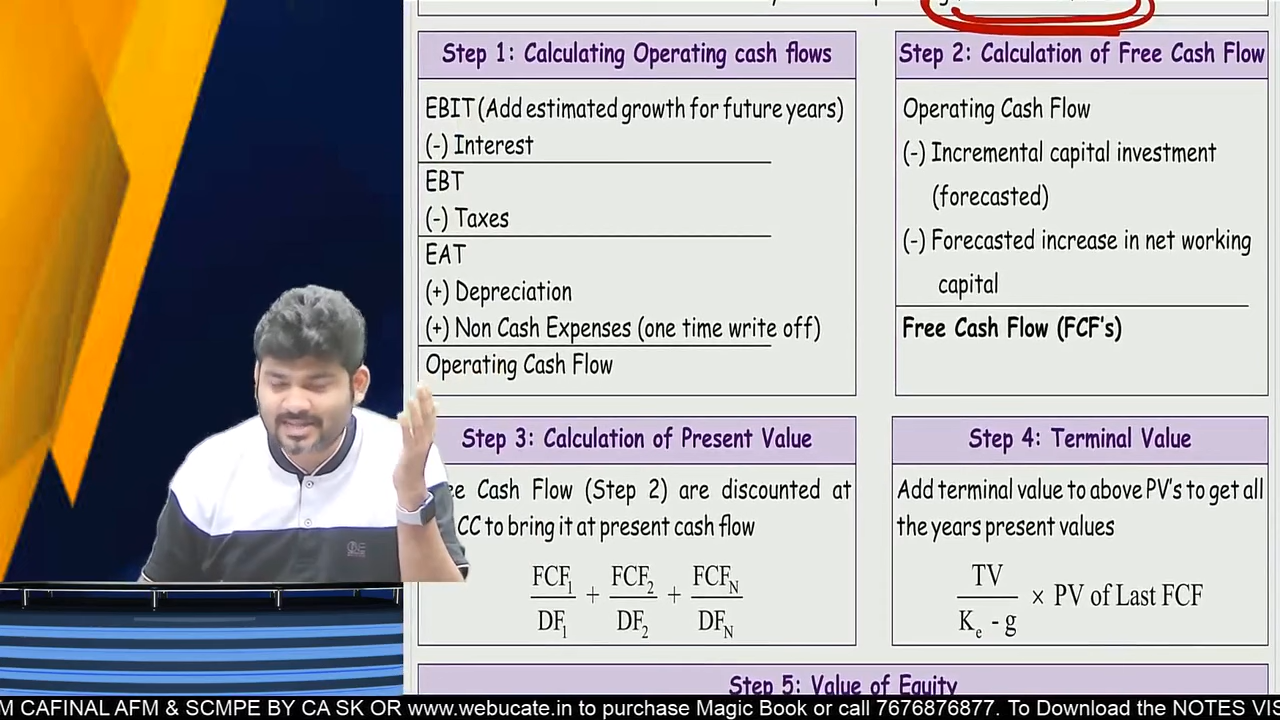 Step 1: Calculating Operating cash flows
EBIT (Add estimated growth for future years)
(-) Interest
EBT
(-) Taxes
EAT
(+) Depreciation
(+) Non Cash Expenses (one time write off)
Operating Cash Flow
Step 2: Calculation of Free Cash Flow
Operating Cash Flow
(-) Incremental capital investment
(forecasted)
(-) Forecasted increase in net working
capital
Free Cash Flow (FCF's)
Step 3: Calculation of Present Value
Cash Flow (Step 2) are discounted at
to bring it at present cash flow
FCF1 + FCF2 + FCFN
DF1 DF2 DFN
Step 4: Terminal Value
Add terminal value to above PV's to get all
the years present values
TV
Ke - g × PV of Last FCF
Step 5: Value of Equity
CAFINAL AFM & SCMPE BY CA SK OR www.webucate.in to purchase Magic Book or call 7676876877. To Download the NOTES